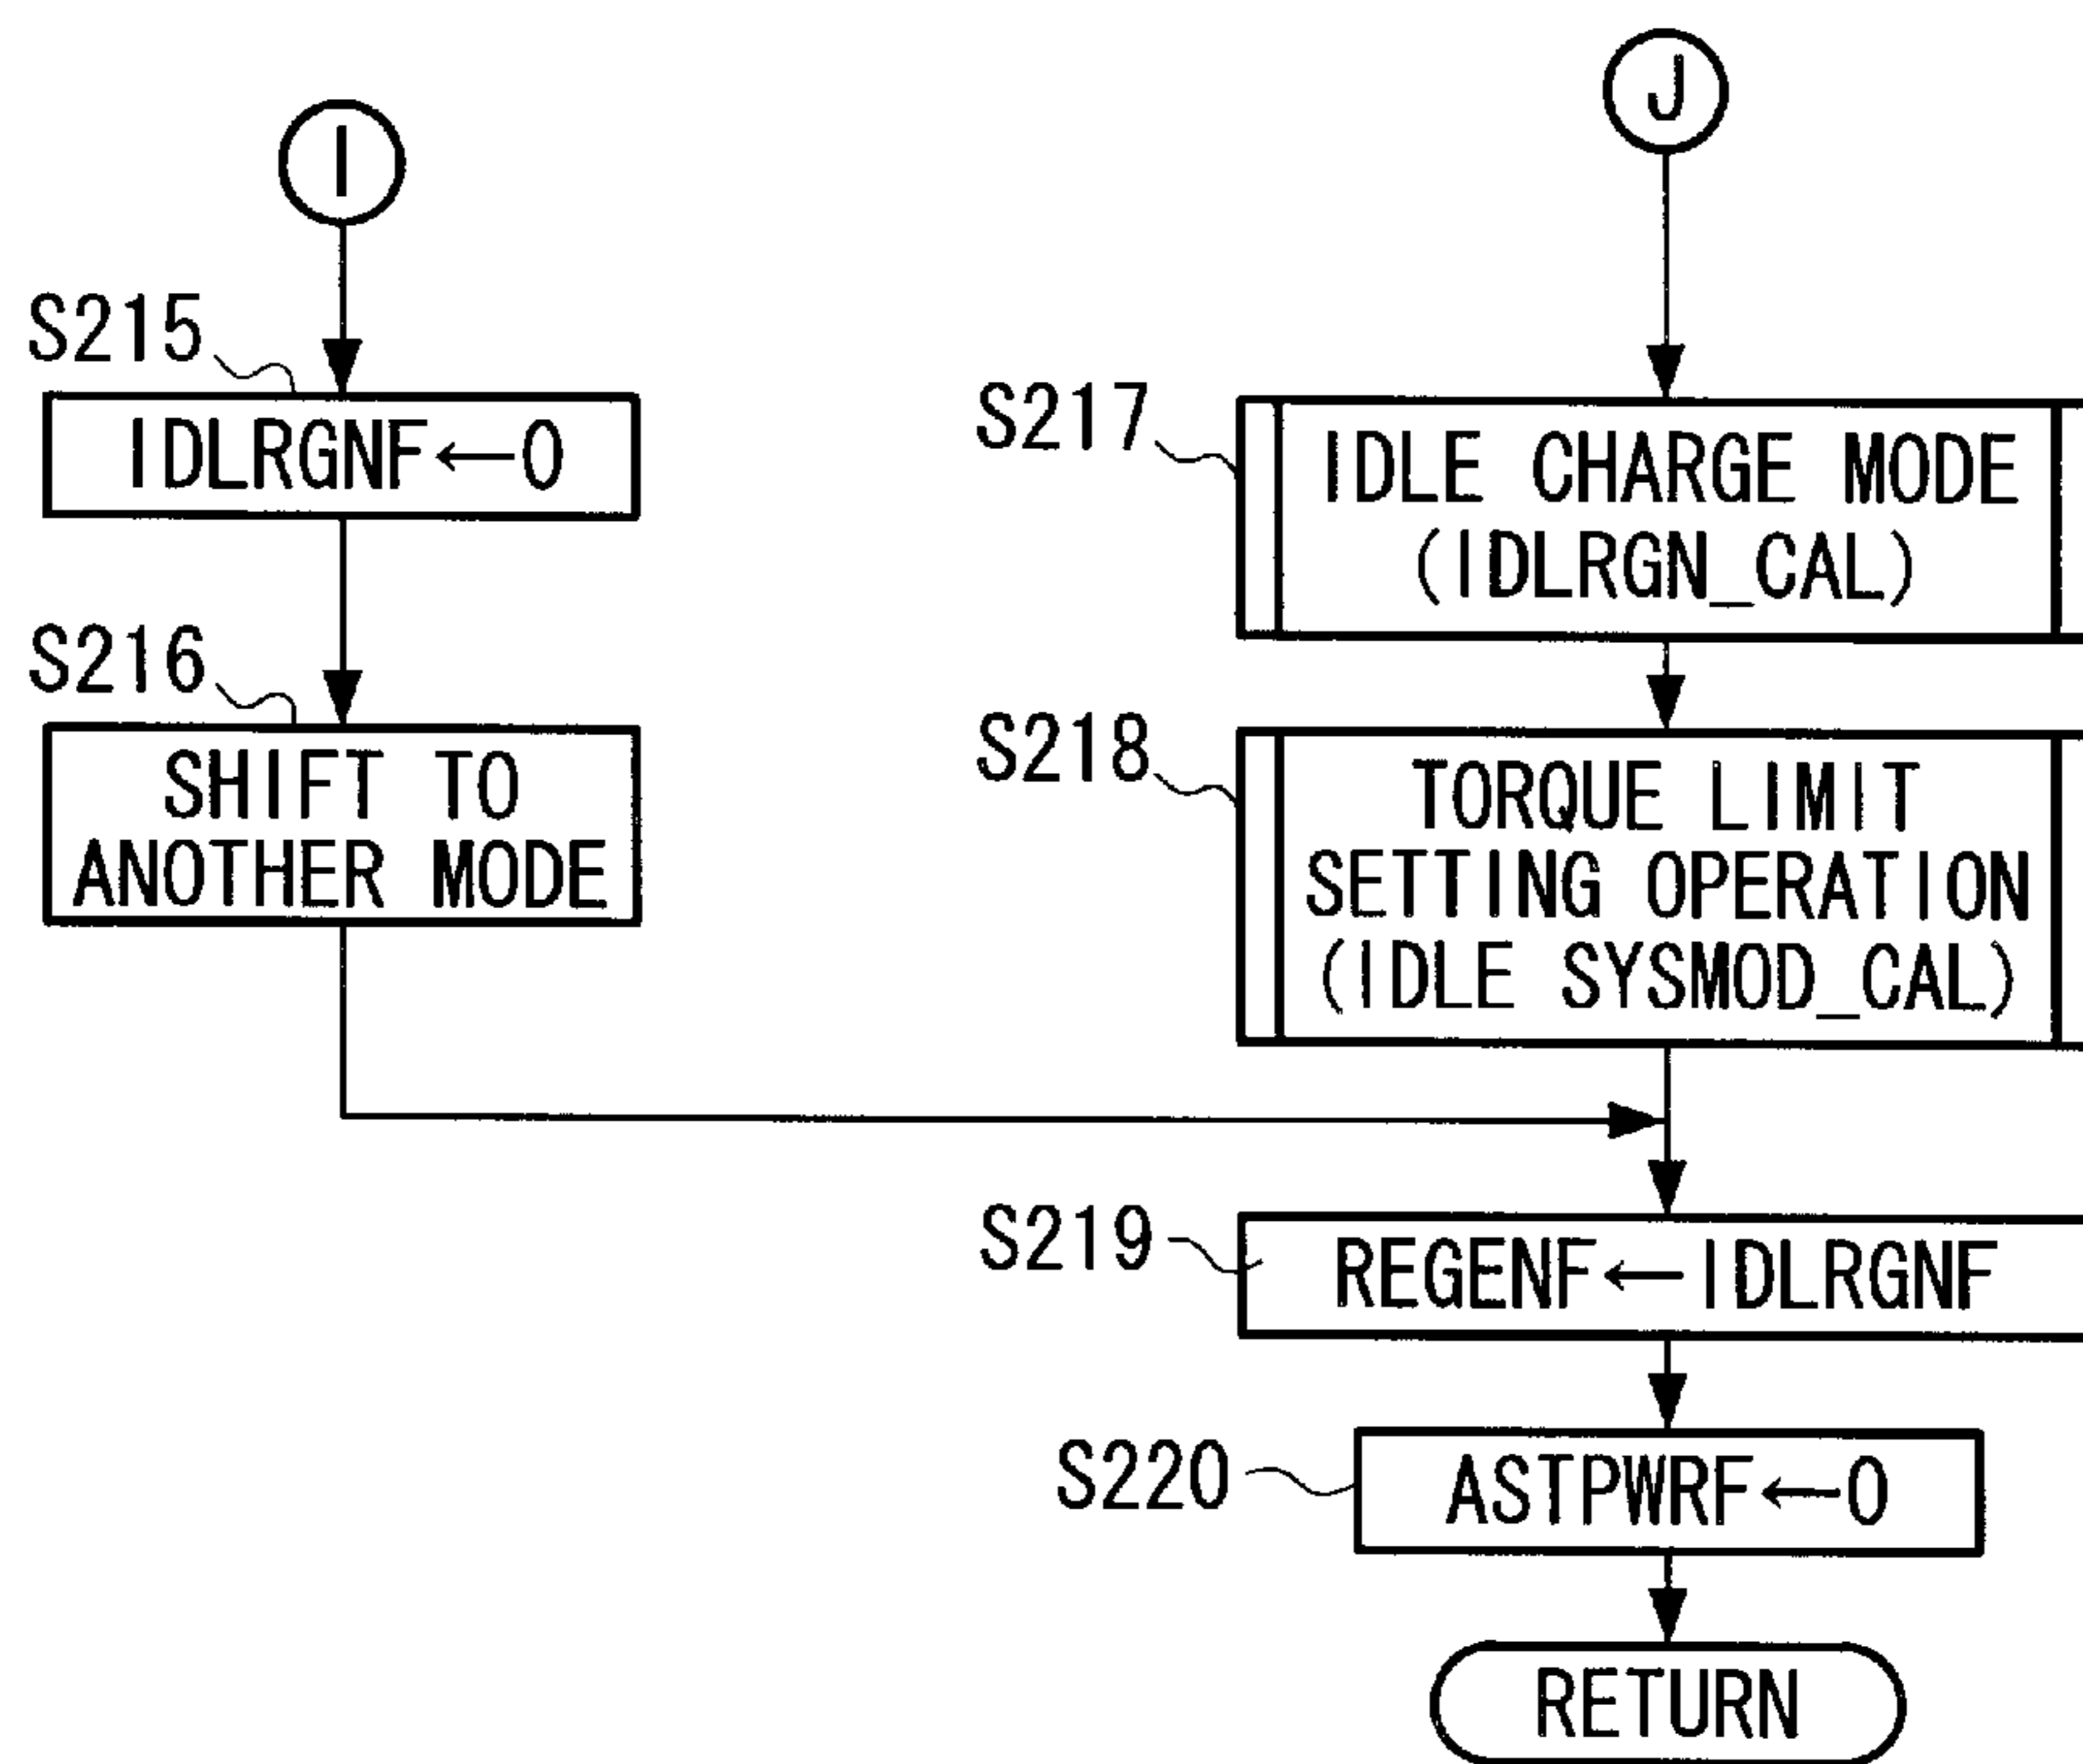 I
S215
IDLRGNF←0
S216
SHIFT TO
ANOTHER MODE
J
S217
IDLE CHARGE MODE
(IDLRGN_CAL)
S218
TORQUE LIMIT
SETTING OPERATION
(IDLE SYSMOD_CAL)
S219
REGENF←IDLRGNF
S220
ASTPWRF←0
RETURN